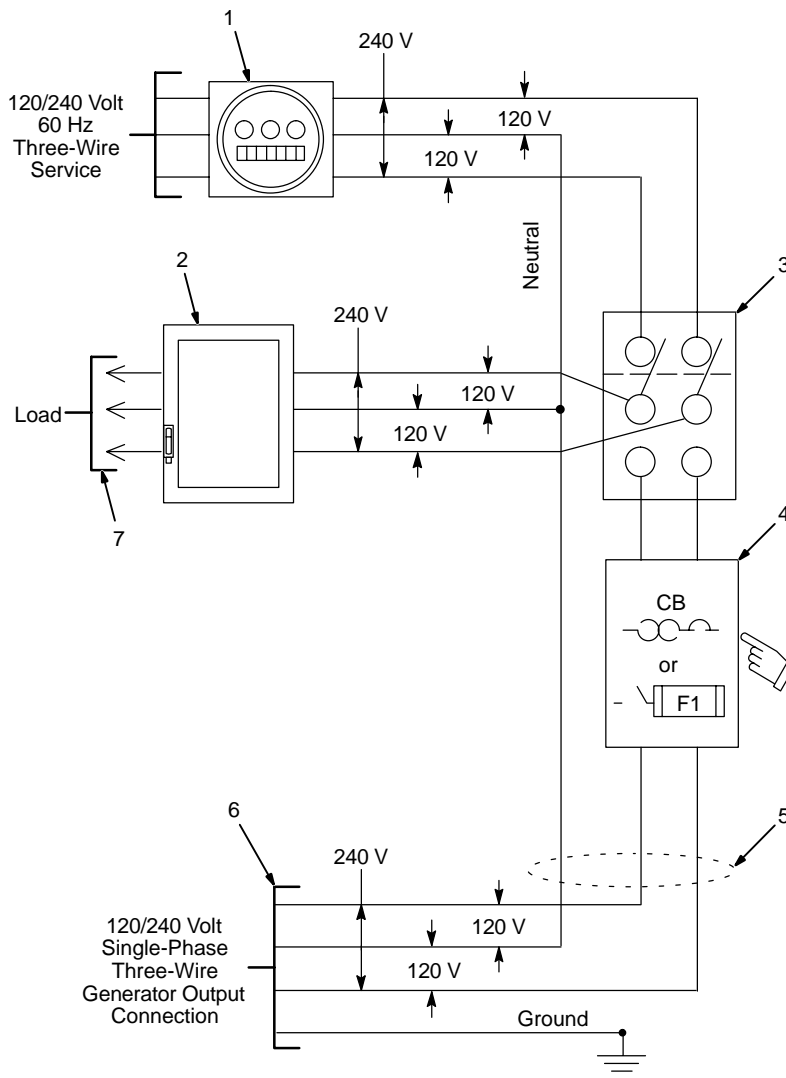 1
240 V
120/240 Volt
60 Hz
Three-Wire
Service
120 V
120 V
Neutral
2
3
240 V
Load
120 V
120 V
7
4
CB
or
F1
6
5
240 V
120/240 Volt
Single-Phase
Three-Wire
Generator Output
Connection
120 V
120 V
Ground